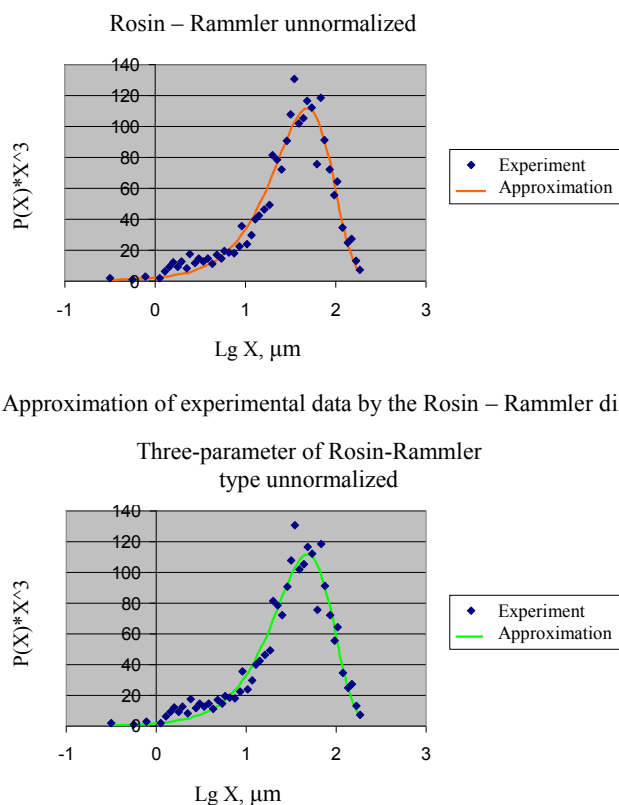 Rosin – Rammler unnormalized
140
120
100
80
60
40
20
0
P(X)*X^3
-1
0
1
2
3
Lg X, μm
Experiment
Approximation
Approximation of experimental data by the Rosin – Rammler di
Three-parameter of Rosin-Rammler
type unnormalized
140
120
100
80
60
40
20
0
P(X)*X^3
-1
0
1
2
3
Lg X, μm
Experiment
Approximation